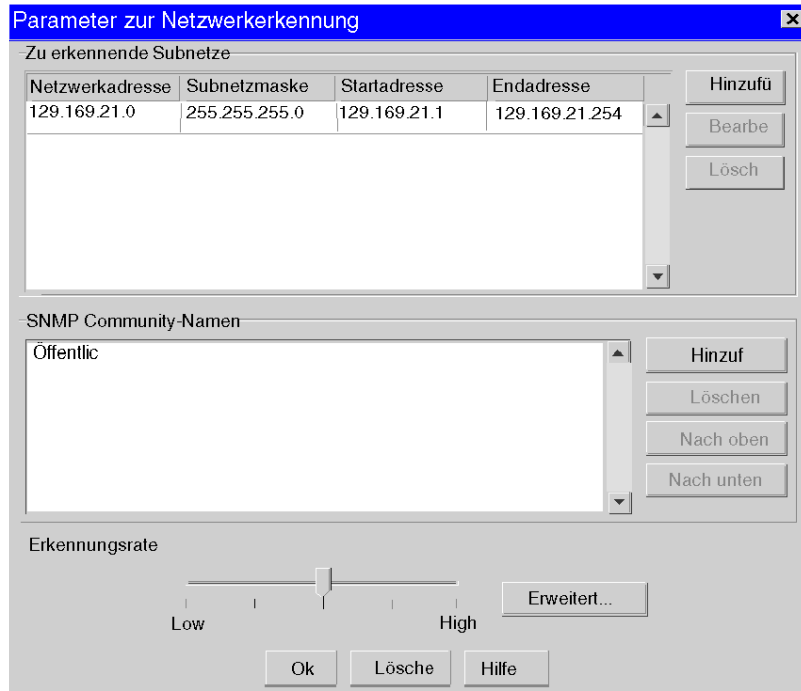 Parameter zur Netzwerkerkennung
Zu erkennende Subnetze
Netzwerkadresse Subnetzmaske Startadresse Endadresse
129.169.21.0 255.255.255.0 129.169.21.1 129.169.21.254
Hinzufü
Bearbe
Lösch
SNMP Community-Namen
Öffentlic
Hinzuf
Löschen
Nach oben
Nach unten
Erkennungsrate
Low High
Erweitert...
Ok Lösche Hilfe